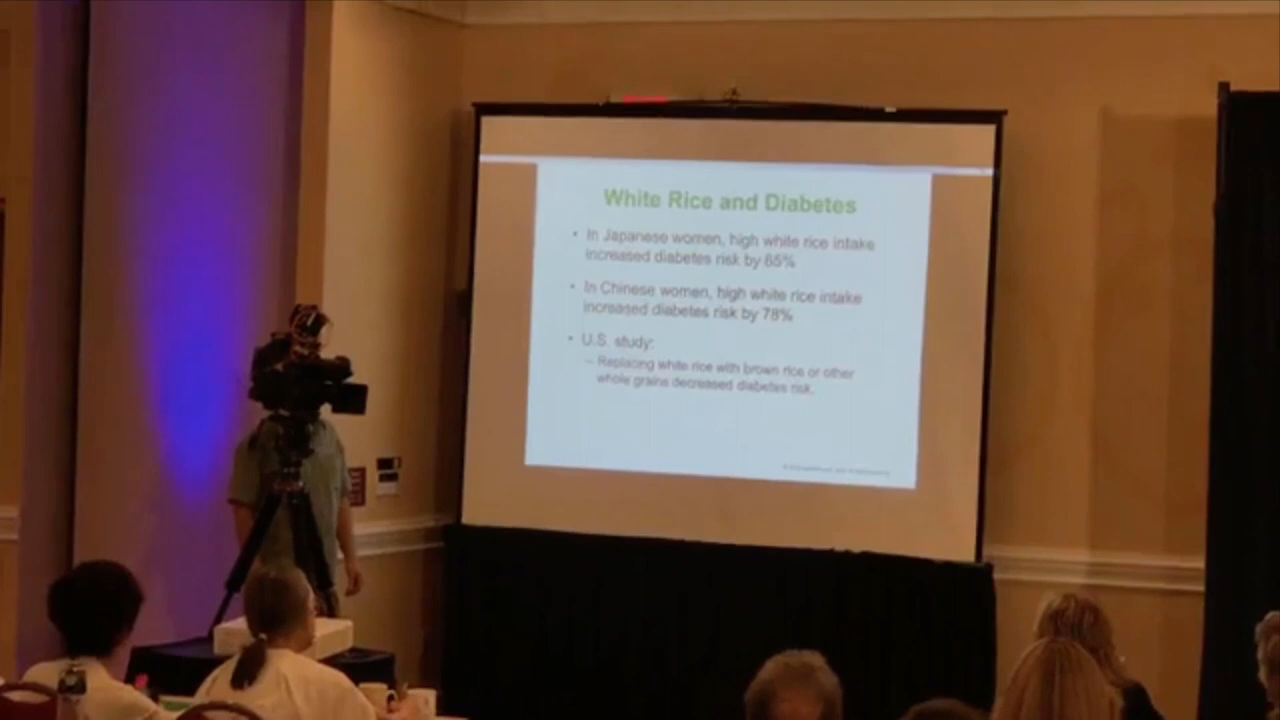 White Rice and Diabetes
• In Japanese women, high white rice intake
increased diabetes risk by 65%
• In Chinese women, high white rice intake
increased diabetes risk by 78%
• U.S. study:
– Replacing white rice with brown rice or other
whole grains decreased diabetes risk.